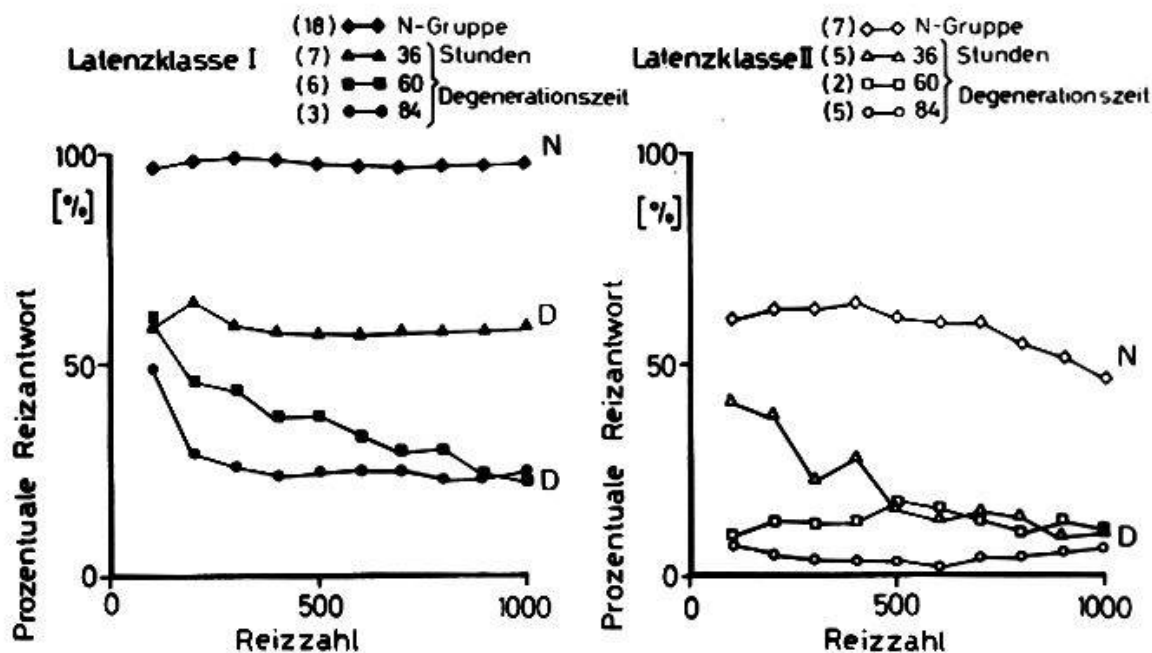 Latenzklasse I
(18) N-Gruppe
(7) 36 Stunden
(6) 60 Degenerationszeit
(3) 84
100
[%]
50
0
Prozentuale Reizantwort
N
D
D
0 500 1000
Reizzahl
Latenzklasse II
(7) N-Gruppe
(5) 36 Stunden
(2) 60 Degenerationszeit
(5) 84
100
[%]
50
0
Prozentuale Reizantwort
N
D
0 500 1000
Reizzahl